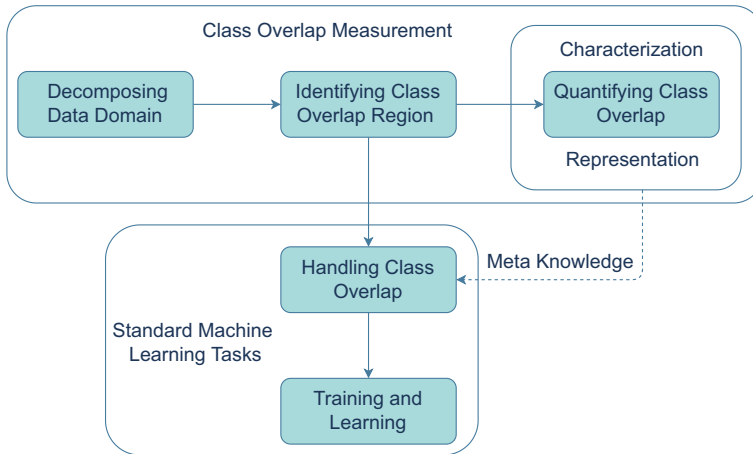 Class Overlap Measurement
Characterization
Decomposing
Data Domain
Identifying Class
Overlap Region
Quantifying Class
Overlap
Representation
Handling Class
Overlap
Meta Knowledge
Standard Machine
Learning Tasks
Training and
Learning